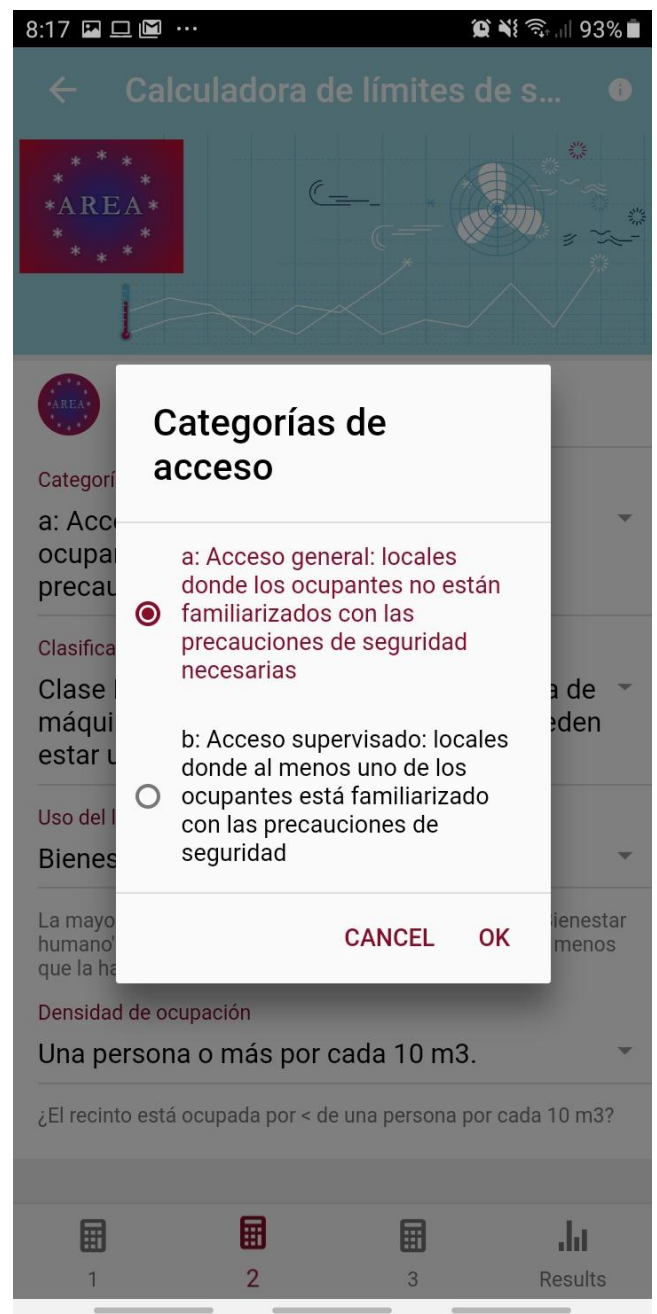 8:17 ... 93%
Calculadora de límites de s...
*AREA*
*AREA*
Categorías de
acceso
a: Acceso general: locales
donde los ocupantes no están
familiarizados con las
precauciones de seguridad
necesarias
b: Acceso supervisado: locales
donde al menos uno de los
ocupantes está familiarizado
con las precauciones de
seguridad
CANCEL OK
Categorí
a: Acc
ocupa
precau
Clasifica
Clase a de
máqui eden
estar u
Uso del l
Bienes
La mayo ienestar
humano' menos
que la ha
Densidad de ocupación
Una persona o más por cada 10 m3.
¿El recinto está ocupada por < de una persona por cada 10 m3?
1 2 3 Results